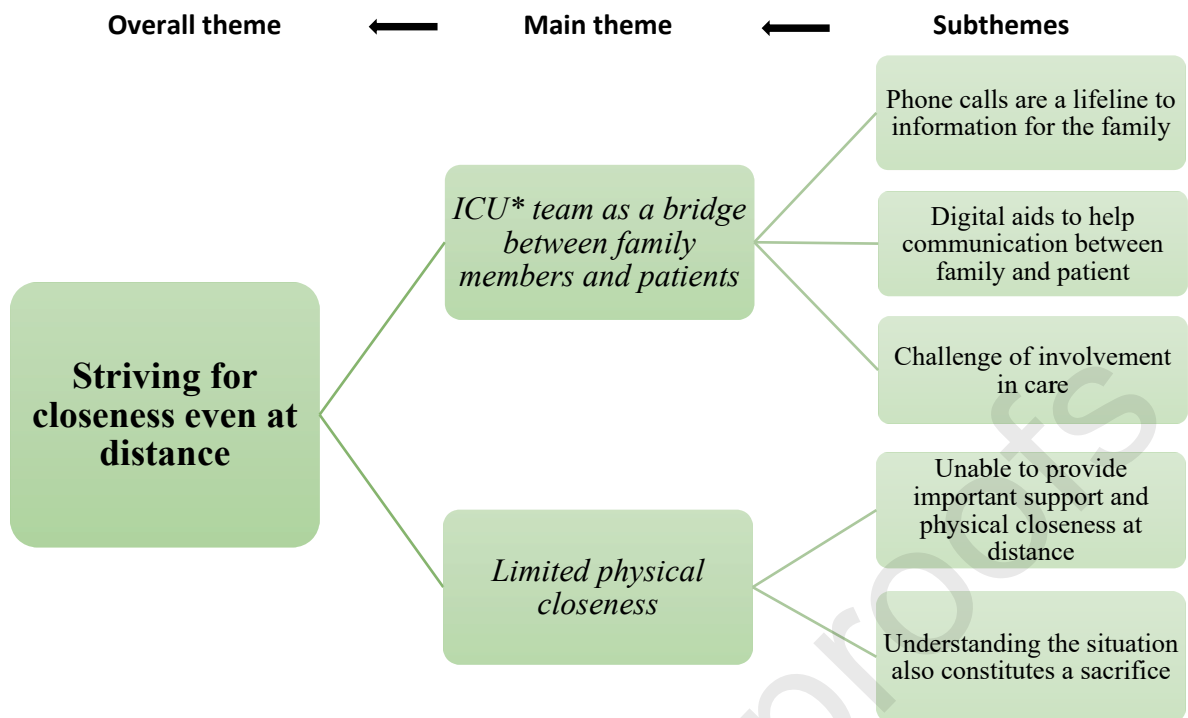 Overall theme
Main theme
Subthemes
Striving for
closeness even at
distance
ICU* team as a bridge
between family
members and patients
Phone calls are a lifeline to
information for the family
Digital aids to help
communication between
family and patient
Challenge of involvement
in care
Limited physical
closeness
Unable to provide
important support and
physical closeness at
distance
Understanding the situation
also constitutes a sacrifice
proofs